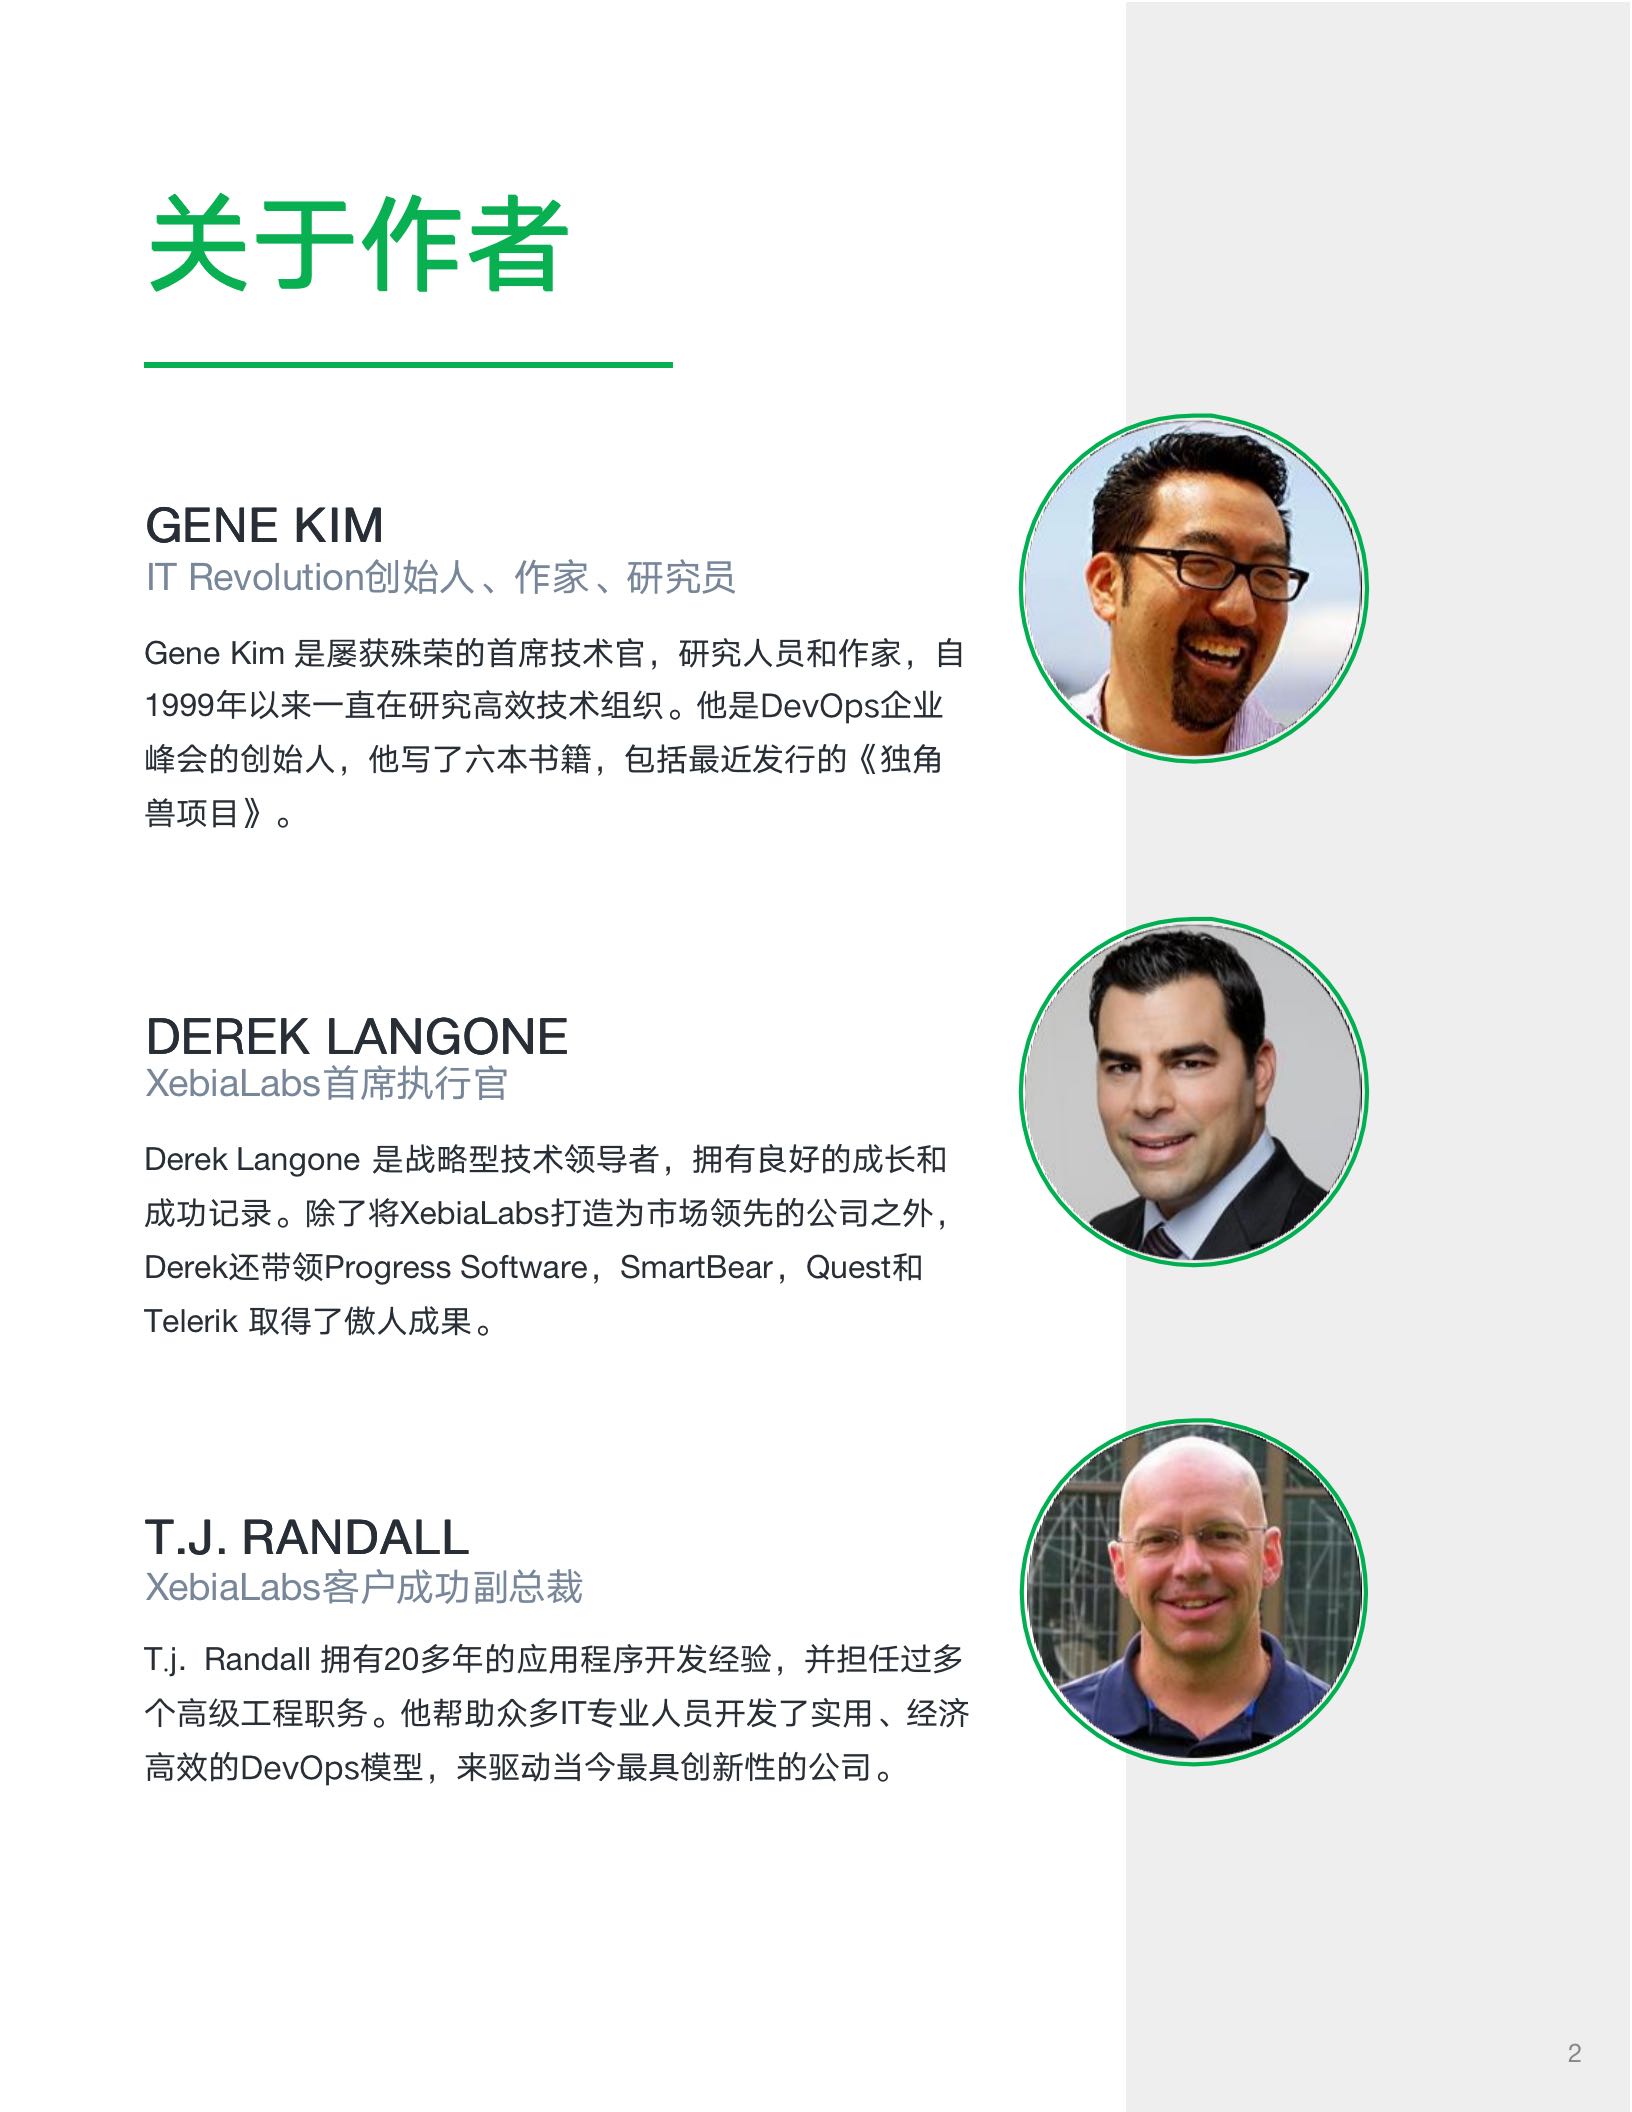 关于作者
GENE KIM
IT Revolution创始人、作家、研究员
Gene Kim 是屡获殊荣的首席技术官，研究人员和作家，自
1999年以来一直在研究高效技术组织。他是DevOps企业
峰会的创始人，他写了六本书籍，包括最近发行的《独角
兽项目》。
DEREK LANGONE
XebiaLabs首席执行官
Derek Langone 是战略型技术领导者，拥有良好的成长和
成功记录。除了将XebiaLabs打造为市场领先的公司之外，
Derek还带领Progress Software，SmartBear，Quest和
Telerik 取得了傲人成果。
T.J. RANDALL
XebiaLabs客户成功副总裁
T.j. Randall 拥有20多年的应用程序开发经验，并担任过多
个高级工程职务。他帮助众多IT专业人员开发了实用、经济
高效的DevOps模型，来驱动当今最具创新性的公司。
2